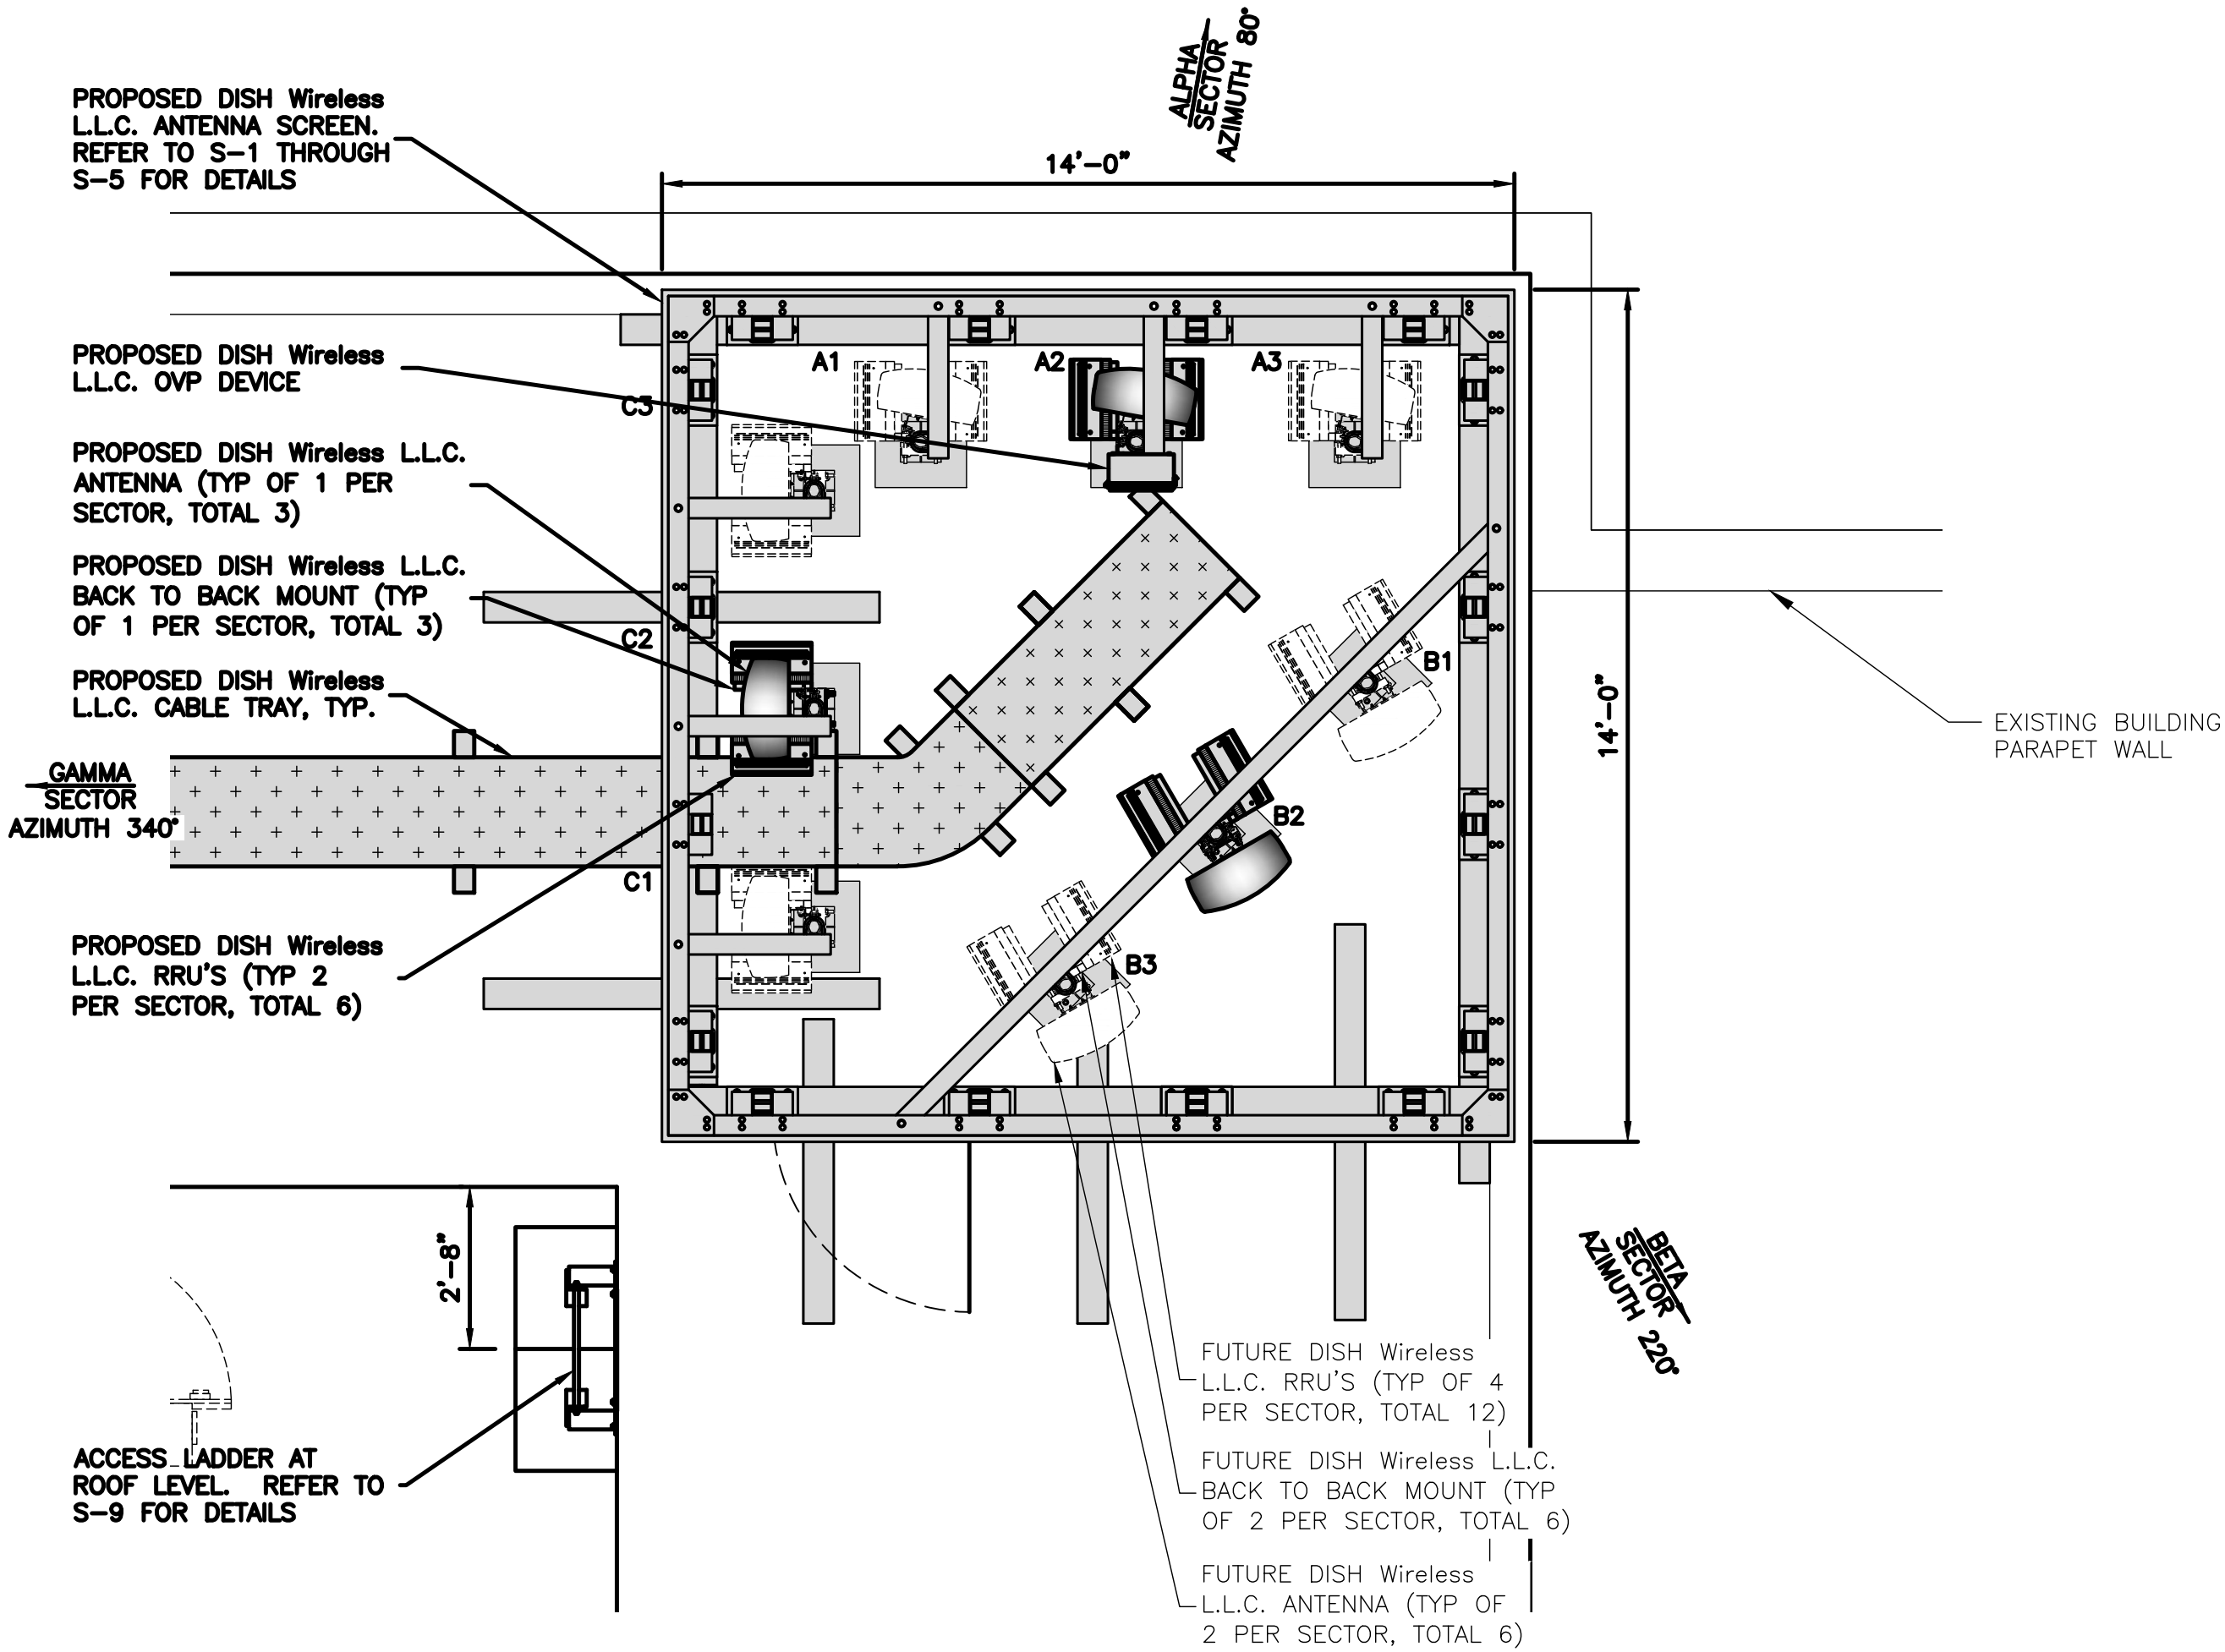 ALPHA
SECTOR
AZIMUTH 80°
PROPOSED DISH Wireless
L.L.C. ANTENNA SCREEN.
REFER TO S-1 THROUGH
S-5 FOR DETAILS
14'-0"
PROPOSED DISH Wireless
L.L.C. OVP DEVICE
A1
A2
A3
C3
PROPOSED DISH Wireless L.L.C.
ANTENNA (TYP OF 1 PER
SECTOR, TOTAL 3)
PROPOSED DISH Wireless L.L.C.
BACK TO BACK MOUNT (TYP
OF 1 PER SECTOR, TOTAL 3)
C2
B1
PROPOSED DISH Wireless
L.L.C. CABLE TRAY, TYP.
14'-0"
EXISTING BUILDING
PARAPET WALL
GAMMA
SECTOR
AZIMUTH 340°
B2
C1
B3
PROPOSED DISH Wireless
L.L.C. RRU'S (TYP 2
PER SECTOR, TOTAL 6)
2'-8"
BETA
SECTOR
AZIMUTH 220°
FUTURE DISH Wireless
L.L.C. RRU'S (TYP OF 4
PER SECTOR, TOTAL 12)
FUTURE DISH Wireless L.L.C.
BACK TO BACK MOUNT (TYP
OF 2 PER SECTOR, TOTAL 6)
ACCESS LADDER AT
ROOF LEVEL. REFER TO
S-9 FOR DETAILS
FUTURE DISH Wireless
L.L.C. ANTENNA (TYP OF
2 PER SECTOR, TOTAL 6)